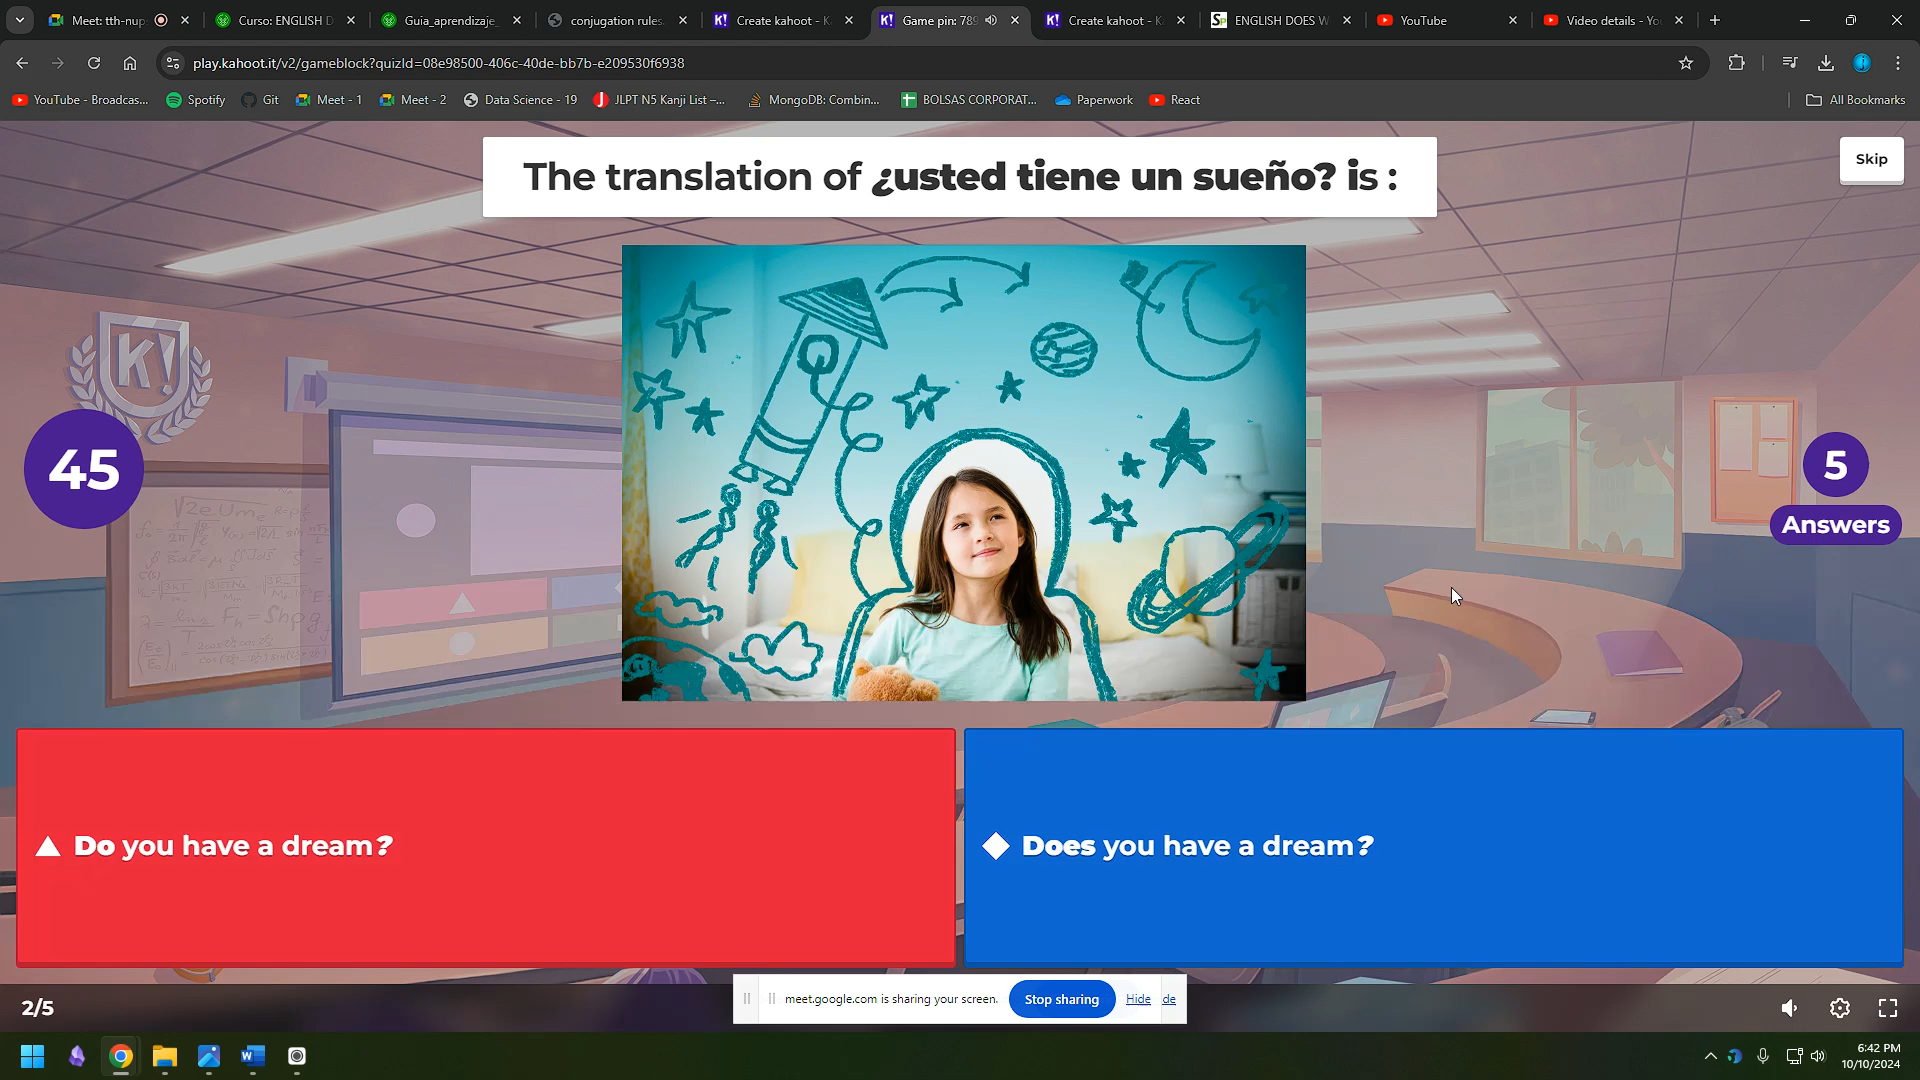 Meet: tth-nup
Curso: ENGLISH D
Guia_aprendizaje_
conjugation rules.
K! Create kahoot - K
K! Game pin: 789
K! Create kahoot - K
Sp ENGLISH DOES W
YouTube
Video details - Yo
play.kahoot.it/v2/gameblock?quizId=08e98500-406c-40de-bb7b-e209530f6938
YouTube - Broadcas...
Spotify
Git
Meet - 1
Meet - 2
Data Science - 19
JLPT N5 Kanji List –...
MongoDB: Combin...
BOLSAS CORPORAT...
Paperwork
React
All Bookmarks
The translation of ¿usted tiene un sueño? is :
Skip
K!
45
5
Answers
Do you have a dream?
Does you have a dream?
meet.google.com is sharing your screen.
Stop sharing
Hide
de
2/5
6:42 PM
10/10/2024